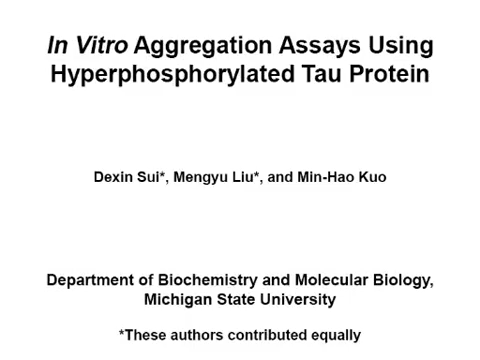 In Vitro Aggregation Assays Using
Hyperphosphorylated Tau Protein
Dexin Sui*, Mengyu Liu*, and Min-Hao Kuo
Department of Biochemistry and Molecular Biology,
Michigan State University
*These authors contributed equally